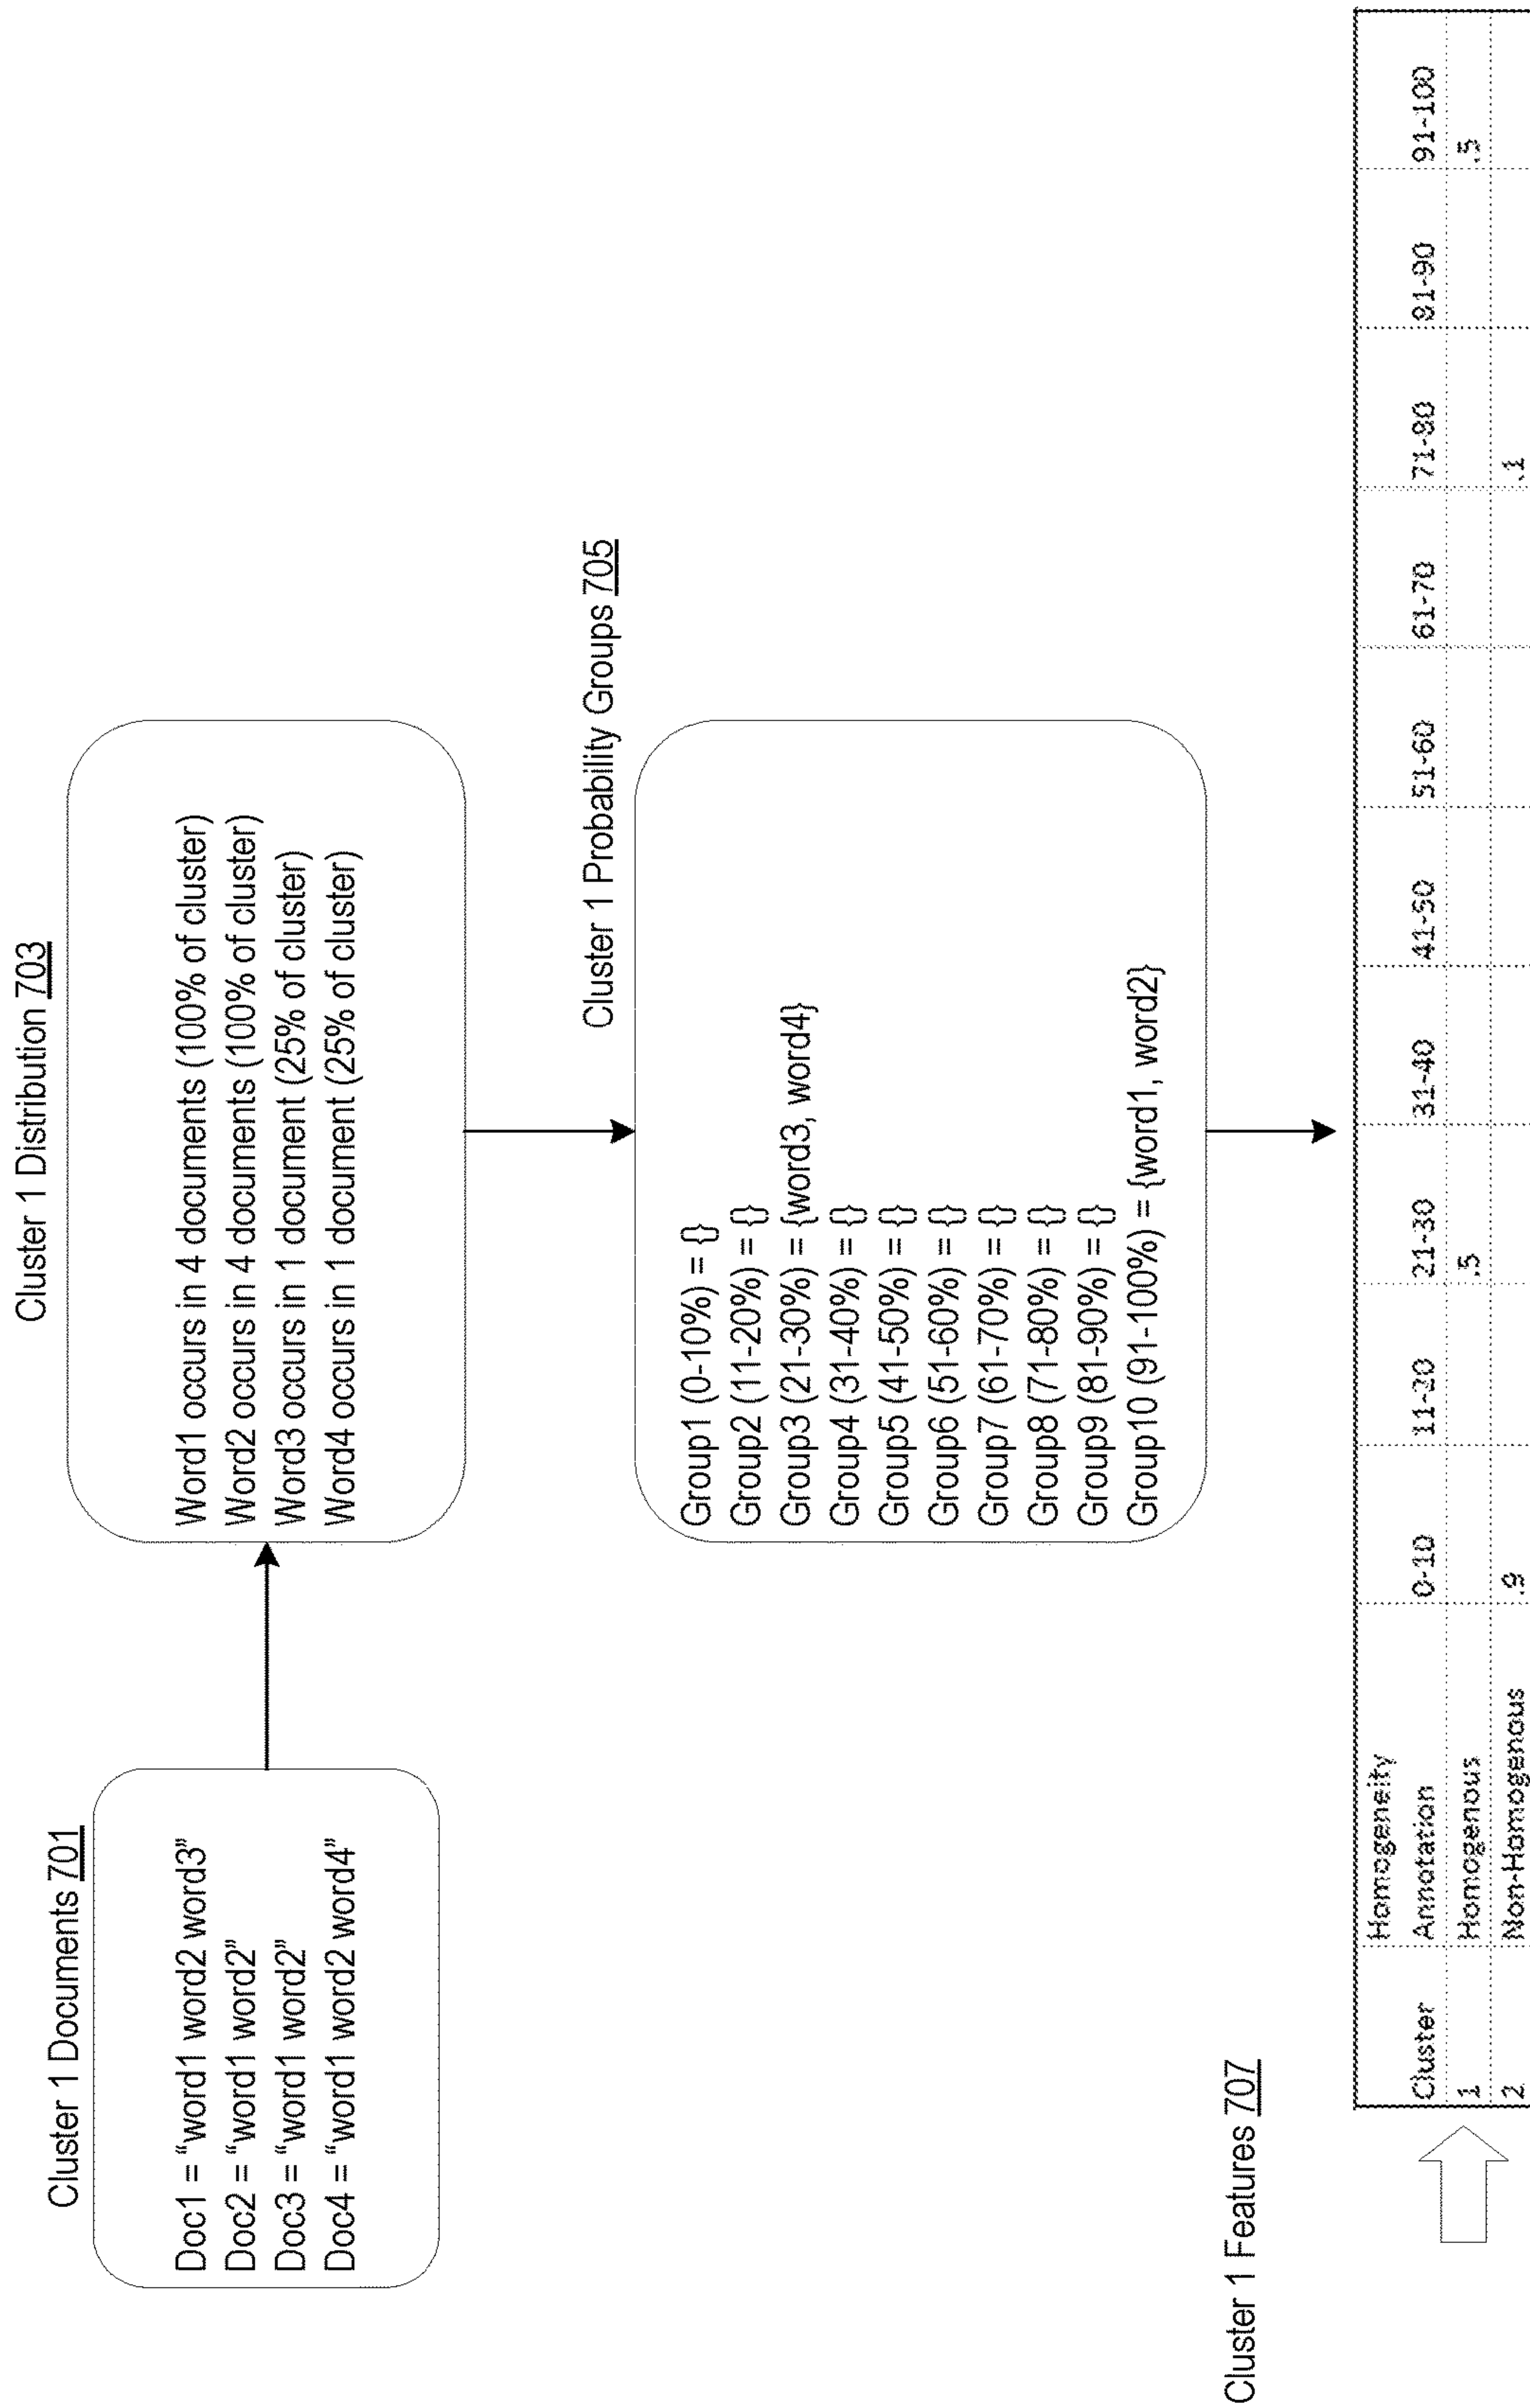 Cluster 1 Documents 701
Doc1 = “word1 word2 word3”
Doc2 = “word1 word2”
Doc3 = “word1 word2”
Doc4 = “word1 word2 word4”
Cluster 1 Distribution 703
Word1 occurs in 4 documents (100% of cluster)
Word2 occurs in 4 documents (100% of cluster)
Word3 occurs in 1 document (25% of cluster)
Word4 occurs in 1 document (25% of cluster)
Cluster 1 Probability Groups 705
Group1 (0-10%) = {}
Group2 (11-20%) = {}
Group3 (21-30%) = {word3, word4}
Group4 (31-40%) = {}
Group5 (41-50%) = {}
Group6 (51-60%) = {}
Group7 (61-70%) = {}
Group8 (71-80%) = {}
Group9 (81-90%) = {}
Group10 (91-100%) = {word1, word2}
Cluster 1 Features 707
Homogeneity
Cluster Annotation 0-10 11-20 21-30 31-40 41-50 51-60 61-70 71-80 81-90 91-100
1 Homogenous .5 .5
2 Non-Homogenous .9 .1